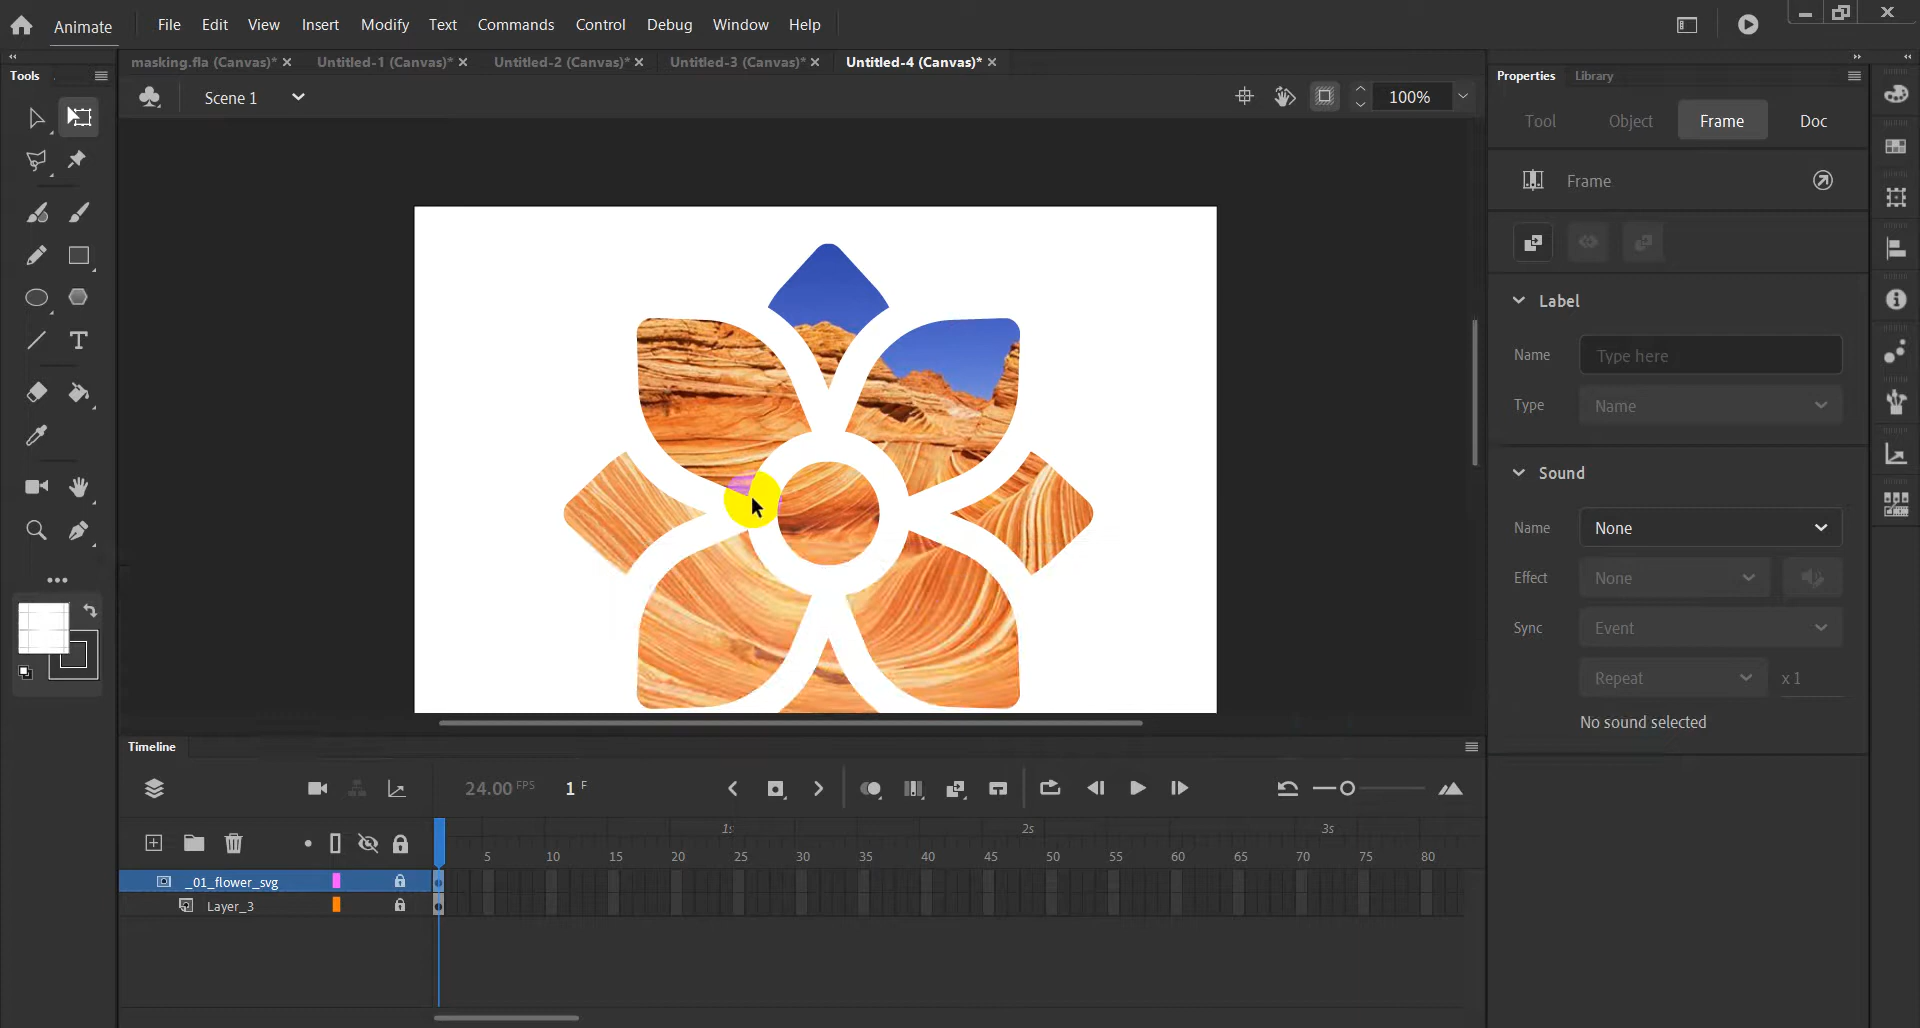 Animate File Edit View Insert Modify Text Commands Control Debug Window Help
Tools
masking.fla (Canvas)* Untitled-1 (Canvas)* Untitled-2 (Canvas)* Untitled-3 (Canvas)* Untitled-4 (Canvas)*
Scene 1
100%
Properties Library
Tool Object Frame Doc
Frame
Label
Name Type here
Type Name
Sound
Name None
Effect None
Sync Event
Repeat x 1
No sound selected
Timeline
24.00 FPS 1 F
1s 2s 3s
5 10 15 20 25 30 35 40 45 50 55 60 65 70 75 80
_01_flower_svg
Layer_3